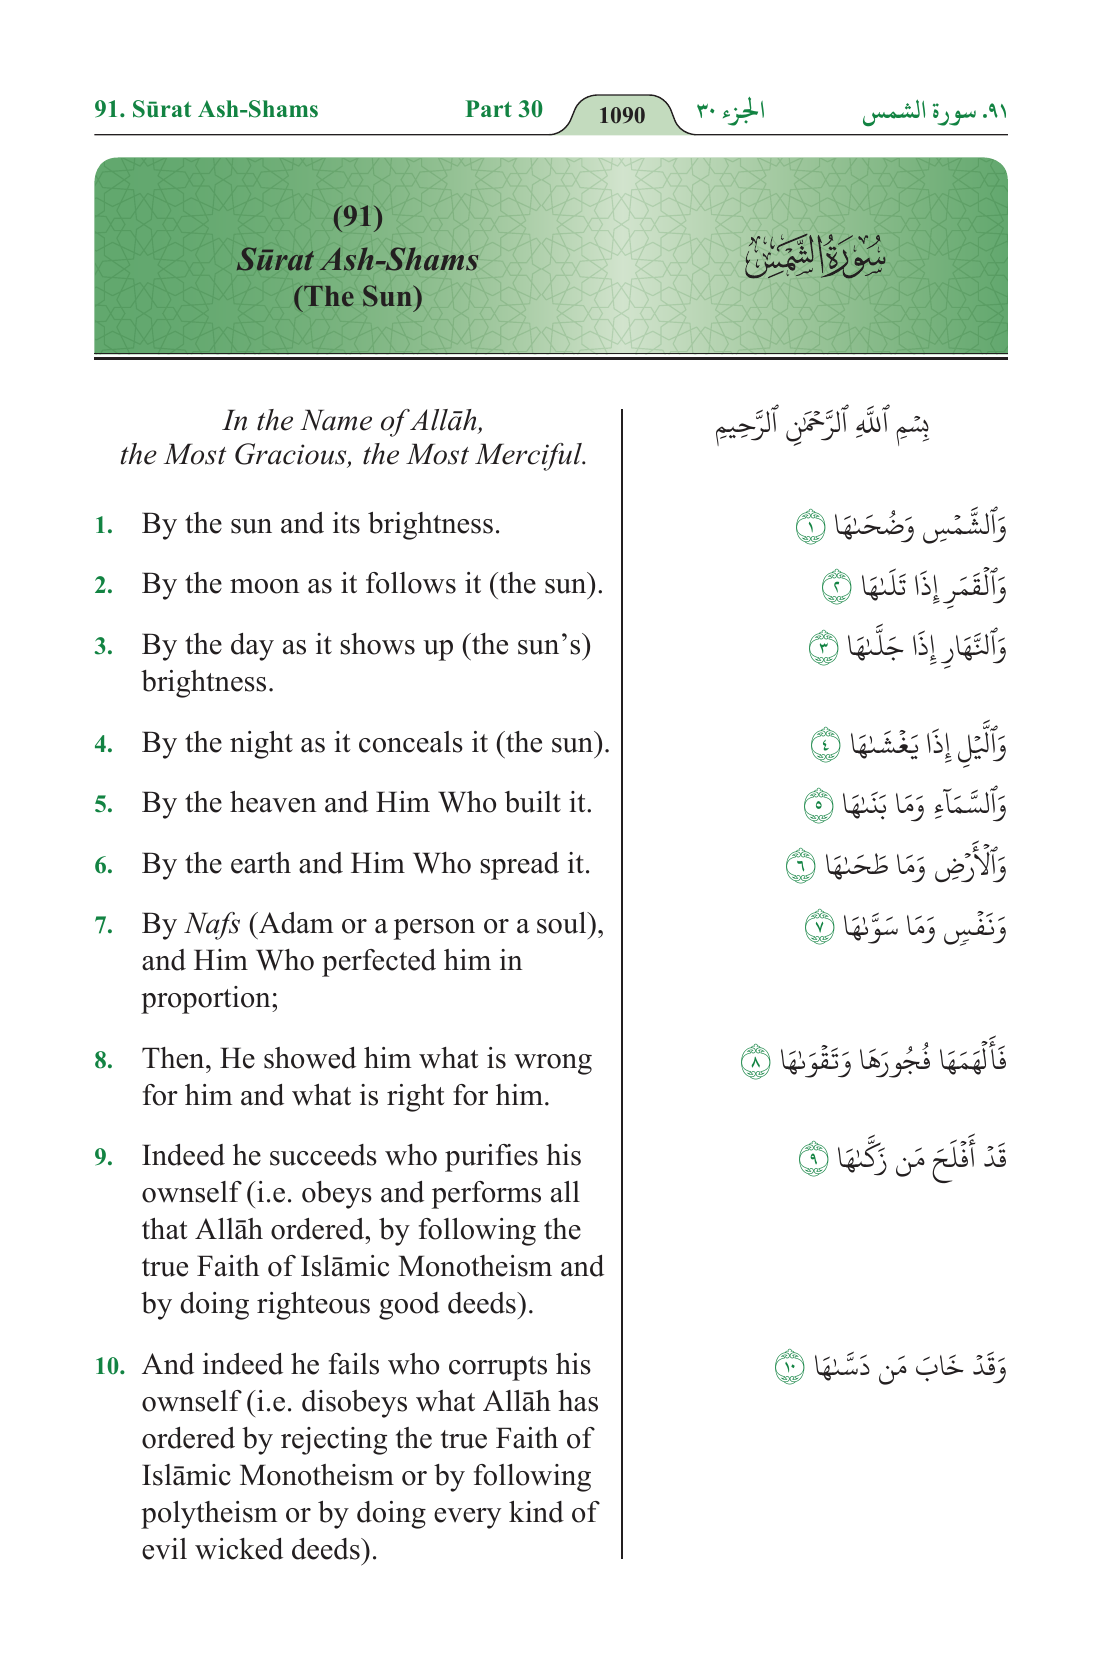 91. Sūrat Ash-Shams Part 30 1090 الجزء ٣٠ ٩١. سورة الشمس
(91)
Sūrat Ash-Shams
(The Sun)
سُورَةُ الشَّمْسِ
In the Name of Allāh,
the Most Gracious, the Most Merciful.
بِسۡمِ ٱللَّهِ ٱلرَّحۡمَٰنِ ٱلرَّحِيمِ
1. By the sun and its brightness.
وَٱلشَّمۡسِ وَضُحَىٰهَا ١
2. By the moon as it follows it (the sun).
وَٱلۡقَمَرِ إِذَا تَلَىٰهَا ٢
3. By the day as it shows up (the sun’s)
brightness.
وَٱلنَّهَارِ إِذَا جَلَّىٰهَا ٣
4. By the night as it conceals it (the sun).
وَٱلَّيۡلِ إِذَا يَغۡشَىٰهَا ٤
5. By the heaven and Him Who built it.
وَٱلسَّمَآءِ وَمَا بَنَىٰهَا ٥
6. By the earth and Him Who spread it.
وَٱلۡأَرۡضِ وَمَا طَحَىٰهَا ٦
7. By Nafs (Adam or a person or a soul),
and Him Who perfected him in
proportion;
وَنَفۡسٖ وَمَا سَوَّىٰهَا ٧
8. Then, He showed him what is wrong
for him and what is right for him.
فَأَلۡهَمَهَا فُجُورَهَا وَتَقۡوَىٰهَا ٨
9. Indeed he succeeds who purifies his
ownself (i.e. obeys and performs all
that Allāh ordered, by following the
true Faith of Islāmic Monotheism and
by doing righteous good deeds).
قَدۡ أَفۡلَحَ مَن زَكَّىٰهَا ٩
10. And indeed he fails who corrupts his
ownself (i.e. disobeys what Allāh has
ordered by rejecting the true Faith of
Islāmic Monotheism or by following
polytheism or by doing every kind of
evil wicked deeds).
وَقَدۡ خَابَ مَن دَسَّىٰهَا ١٠